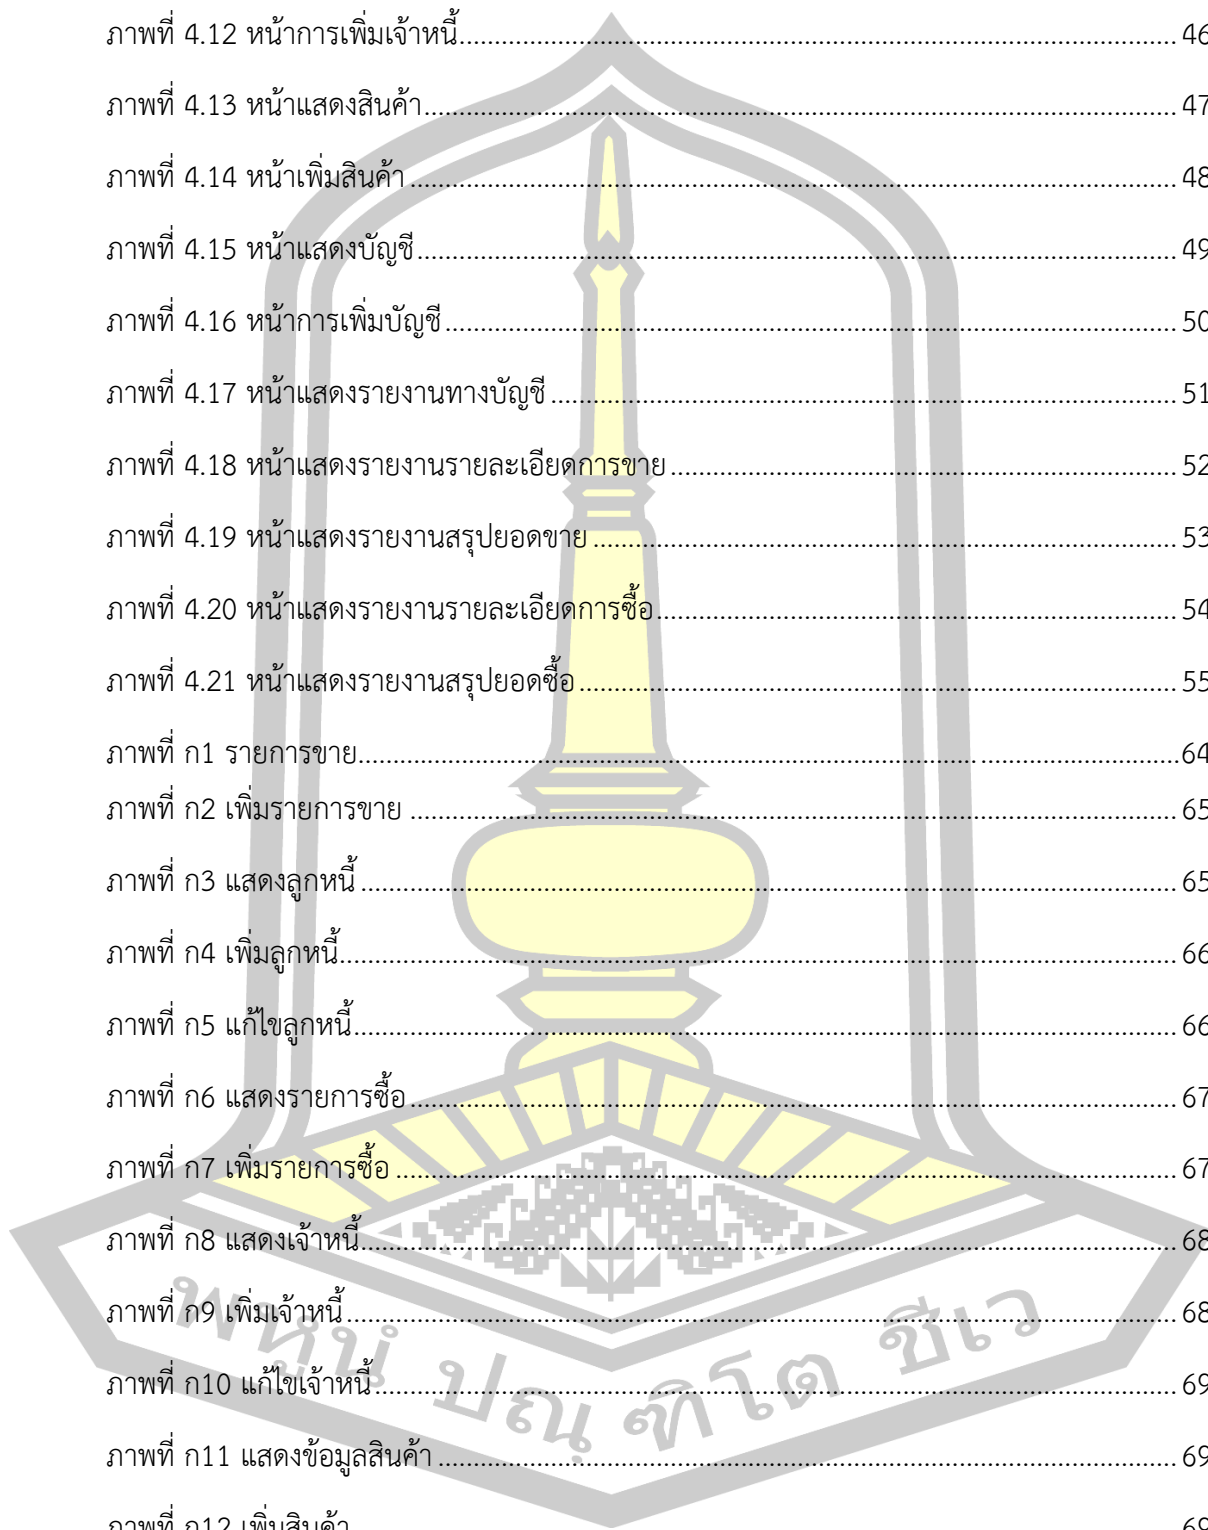 ภาพที่ 4.12 หน้าการเพิ่มเจ้าหนี้ 46
ภาพที่ 4.13 หน้าแสดงสินค้า 47
ภาพที่ 4.14 หน้าเพิ่มสินค้า 48
ภาพที่ 4.15 หน้าแสดงบัญชี 49
ภาพที่ 4.16 หน้าการเพิ่มบัญชี 50
ภาพที่ 4.17 หน้าแสดงรายงานทางบัญชี 51
ภาพที่ 4.18 หน้าแสดงรายงานรายละเอียดการขาย 52
ภาพที่ 4.19 หน้าแสดงรายงานสรุปยอดขาย 53
ภาพที่ 4.20 หน้าแสดงรายงานรายละเอียดการซื้อ 54
ภาพที่ 4.21 หน้าแสดงรายงานสรุปยอดซื้อ 55
ภาพที่ ก1 รายการขาย 64
ภาพที่ ก2 เพิ่มรายการขาย 65
ภาพที่ ก3 แสดงลูกหนี้ 65
ภาพที่ ก4 เพิ่มลูกหนี้ 66
ภาพที่ ก5 แก้ไขลูกหนี้ 66
ภาพที่ ก6 แสดงรายการซื้อ 67
ภาพที่ ก7 เพิ่มรายการซื้อ 67
ภาพที่ ก8 แสดงเจ้าหนี้ 68
ภาพที่ ก9 เพิ่มเจ้าหนี้ 68
ภาพที่ ก10 แก้ไขเจ้าหนี้ 69
ภาพที่ ก11 แสดงข้อมูลสินค้า 69
ภาพที่ ก12 เพิ่มสินค้า 69
พหูนํ ปณฺฑิโต ชีเว